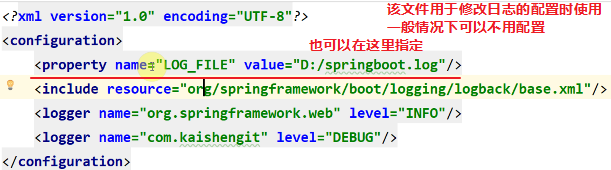 <?xml version="1.0" encoding="UTF-8"?>
该文件用于修改日志的配置时使用
一般情况下可以不用配置
<configuration>
也可以在这里指定
<property name="LOG_FILE" value="D:/springboot.log"/>
<include resource="org/springframework/boot/logging/logback/base.xml"/>
<logger name="org.springframework.web" level="INFO"/>
<logger name="com.kaishengit" level="DEBUG"/>
</configuration>